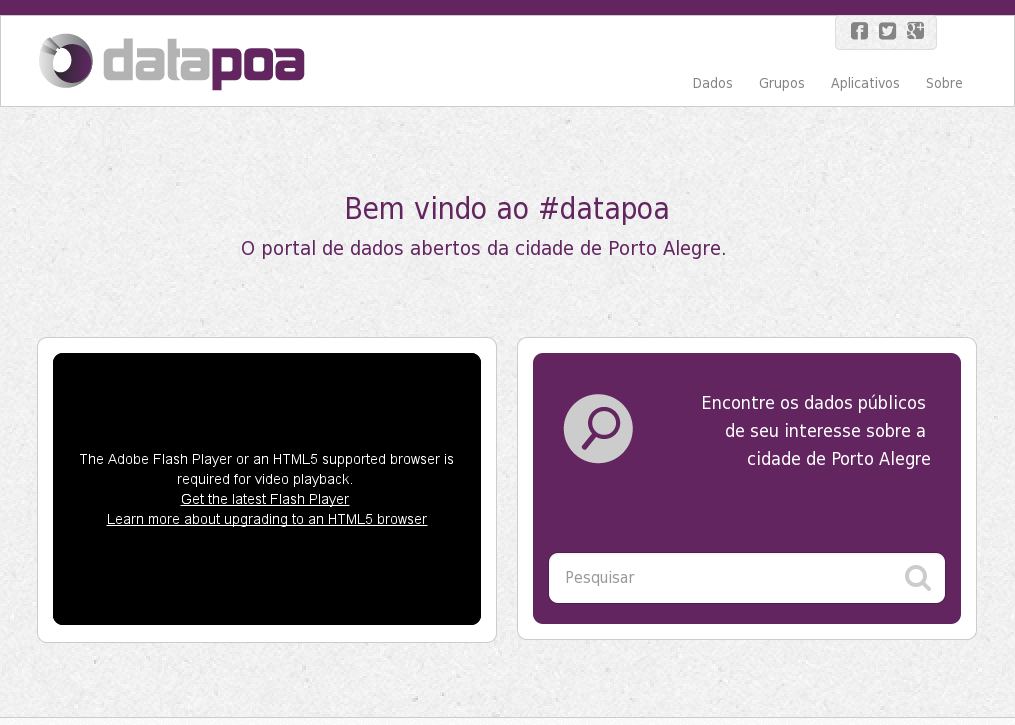 datapoa
Dados Grupos Aplicativos Sobre
Bem vindo ao #datapoa
O portal de dados abertos da cidade de Porto Alegre.
The Adobe Flash Player or an HTML5 supported browser is
required for video playback.
Get the latest Flash Player
Learn more about upgrading to an HTML5 browser
Encontre os dados públicos
de seu interesse sobre a
cidade de Porto Alegre
Pesquisar